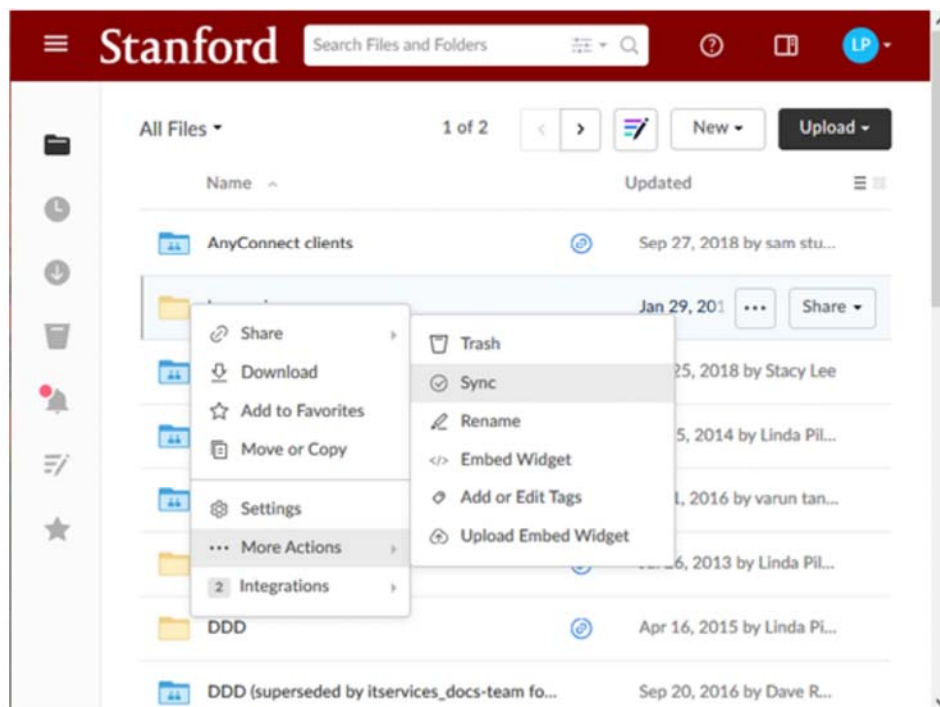 Stanford
Search Files and Folders
LP
All Files
1 of 2
New
Upload
Name
Updated
AnyConnect clients
Sep 27, 2018 by sam stu...
Jan 29, 201
Share
Share
Download
Add to Favorites
Move or Copy
Settings
More Actions
2 Integrations
Trash
Sync
Rename
Embed Widget
Add or Edit Tags
Upload Embed Widget
25, 2018 by Stacy Lee
5, 2014 by Linda Pil...
1, 2016 by varun tan...
6, 2013 by Linda Pil...
DDD
Apr 16, 2015 by Linda Pi...
DDD (superseded by itservices_docs-team fo...
Sep 20, 2016 by Dave R...